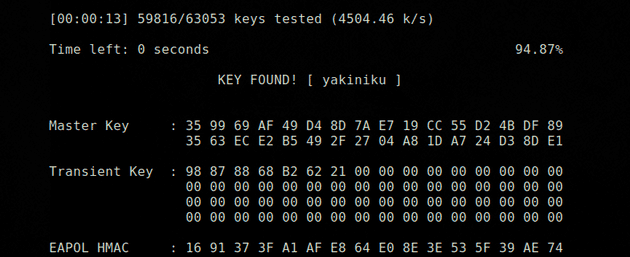 [00:00:13] 59816/63053 keys tested (4504.46 k/s)
Time left: 0 seconds 94.87%
KEY FOUND! [ yakiniku ]
Master Key : 35 99 69 AF 49 D4 8D 7A E7 19 CC 55 D2 4B DF 89
35 63 EC E2 B5 49 2F 27 04 A8 1D A7 24 D3 8D E1
Transient Key : 98 87 88 68 B2 62 21 00 00 00 00 00 00 00 00 00
00 00 00 00 00 00 00 00 00 00 00 00 00 00 00 00
00 00 00 00 00 00 00 00 00 00 00 00 00 00 00 00
00 00 00 00 00 00 00 00 00 00 00 00 00 00 00 00
EAPOL HMAC : 16 91 37 3F A1 AF E8 64 E0 8E 3E 53 5F 39 AE 74